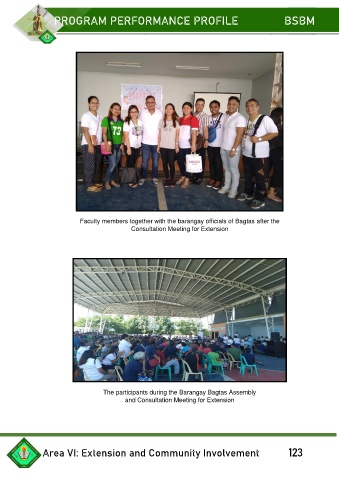 PROGRAM PERFORMANCE PROFILE BSBM
73
Faculty members together with the barangay officials of Bagtas after the
Consultation Meeting for Extension
The participants during the Barangay Bagtas Assembly
and Consultation Meeting for Extension
Area VI: Extension and Community Involvement 123